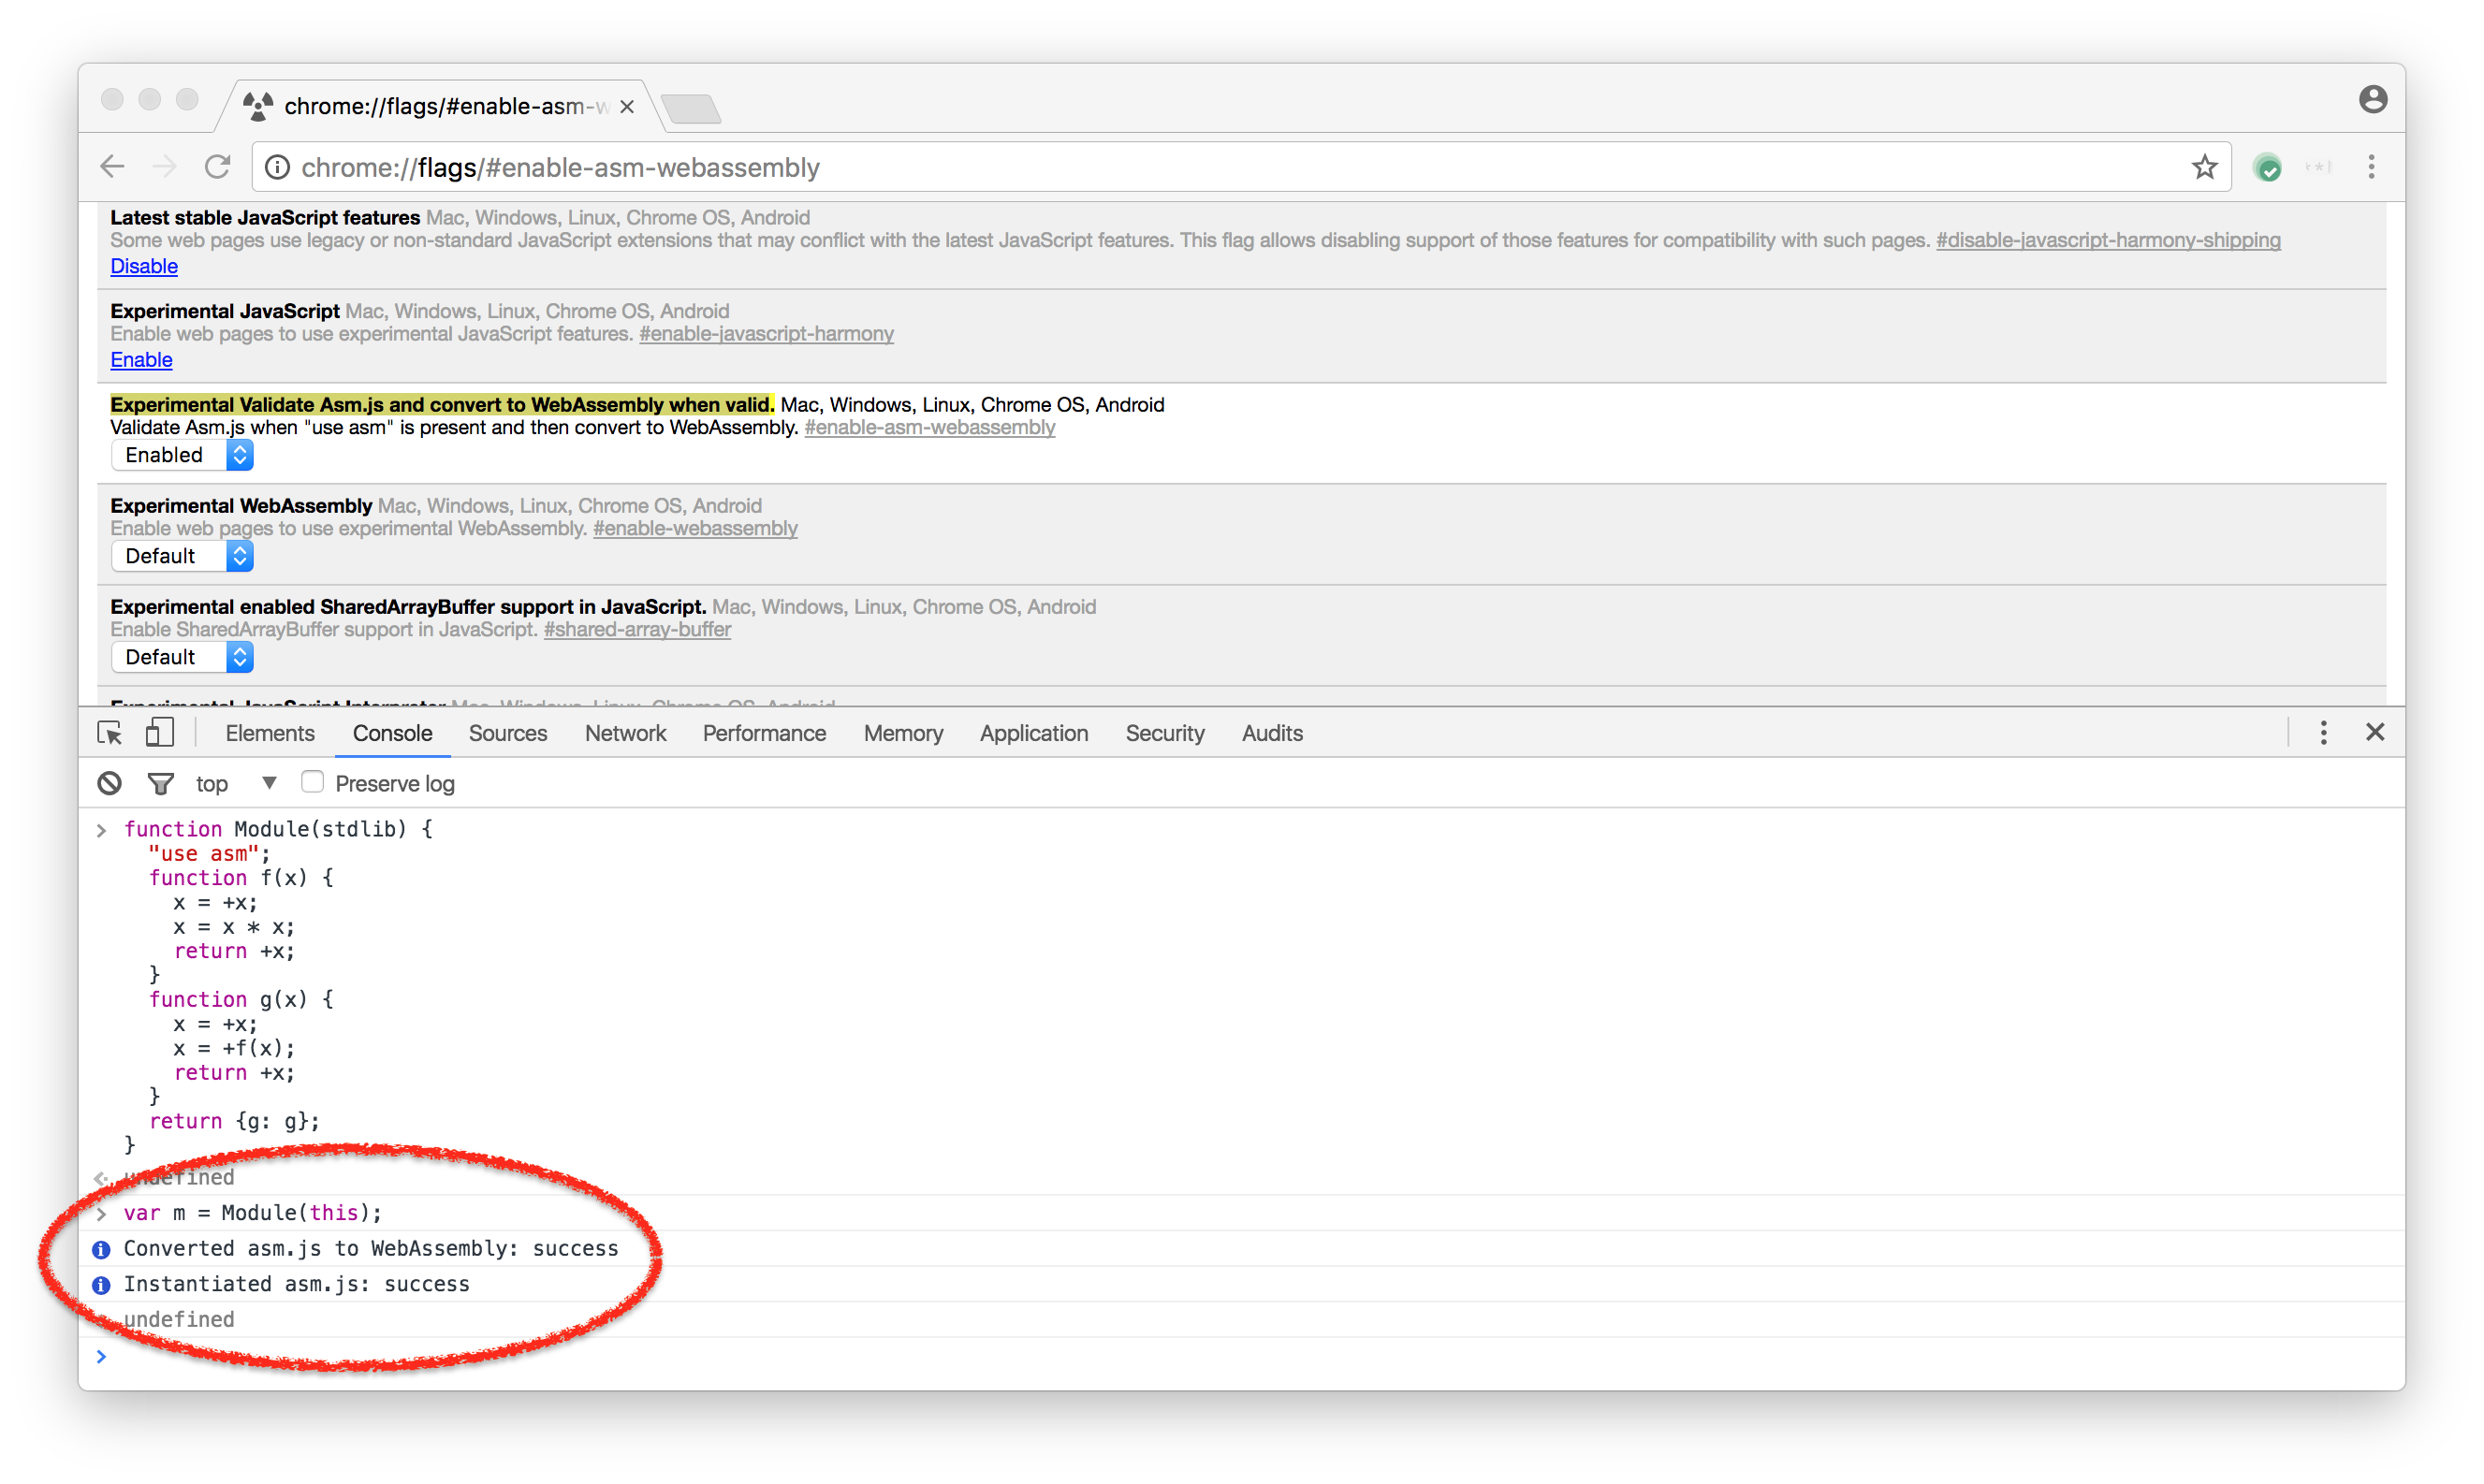 chrome://flags/#enable-asm-w
chrome://flags/#enable-asm-webassembly
Latest stable JavaScript features Mac, Windows, Linux, Chrome OS, Android
Some web pages use legacy or non-standard JavaScript extensions that may conflict with the latest JavaScript features. This flag allows disabling support of those features for compatibility with such pages. #disable-javascript-harmony-shipping
Disable
Experimental JavaScript Mac, Windows, Linux, Chrome OS, Android
Enable web pages to use experimental JavaScript features. #enable-javascript-harmony
Enable
Experimental Validate Asm.js and convert to WebAssembly when valid. Mac, Windows, Linux, Chrome OS, Android
Validate Asm.js when "use asm" is present and then convert to WebAssembly. #enable-asm-webassembly
Enabled
Experimental WebAssembly Mac, Windows, Linux, Chrome OS, Android
Enable web pages to use experimental WebAssembly. #enable-webassembly
Default
Experimental enabled SharedArrayBuffer support in JavaScript. Mac, Windows, Linux, Chrome OS, Android
Enable SharedArrayBuffer support in JavaScript. #shared-array-buffer
Default
Experimental JavaScript Interpreter Mac, Windows, Linux, Chrome OS, Android
Elements Console Sources Network Performance Memory Application Security Audits
top Preserve log
function Module(stdlib) {
"use asm";
function f(x) {
x = +x;
x = x * x;
return +x;
}
function g(x) {
x = +x;
x = +f(x);
return +x;
}
return {g: g};
}
undefined
var m = Module(this);
Converted asm.js to WebAssembly: success
Instantiated asm.js: success
undefined